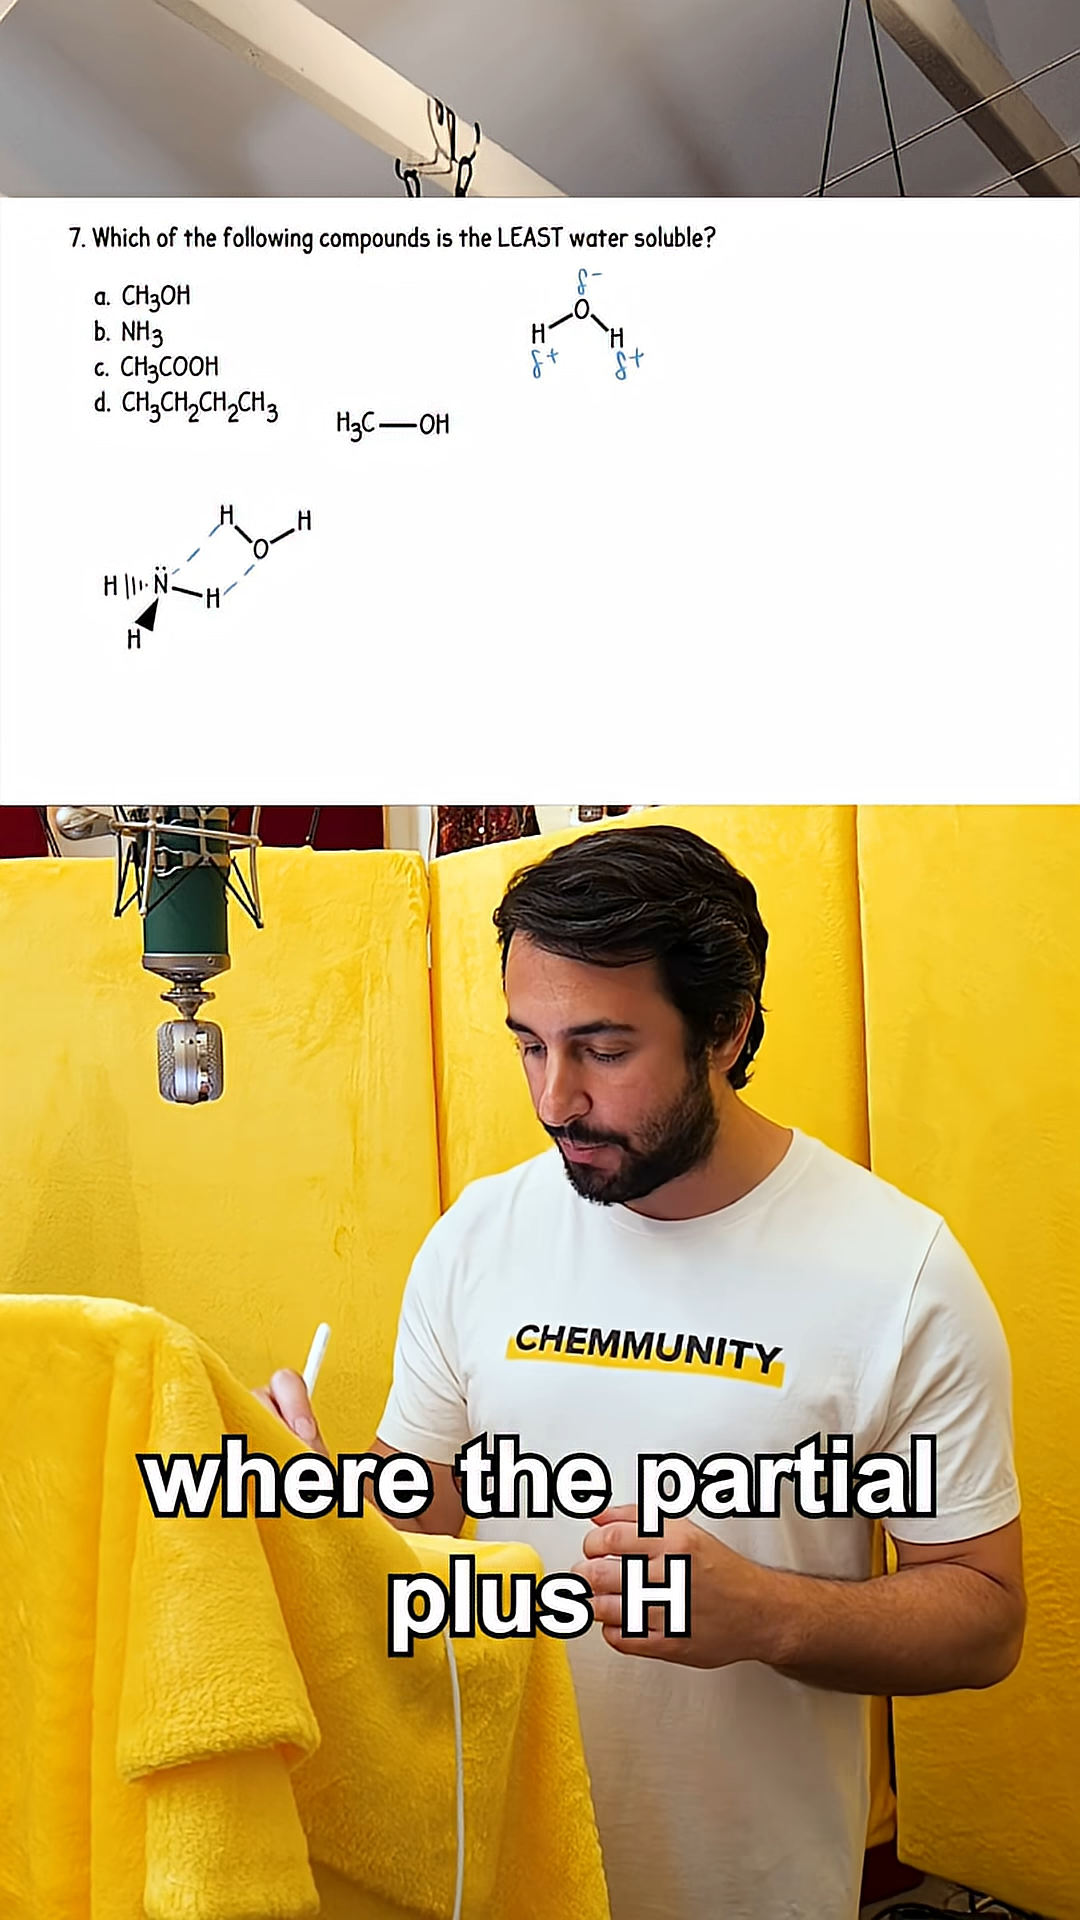 7. Which of the following compounds is the LEAST water soluble?
a. CH3OH
b. NH3
c. CH3COOH
d. CH3CH2CH2CH3
δ-
O
H H
δ+ δ+
H3C—OH
H H
O
H N H
H
CHEMMUNITY
where the partial
plus H